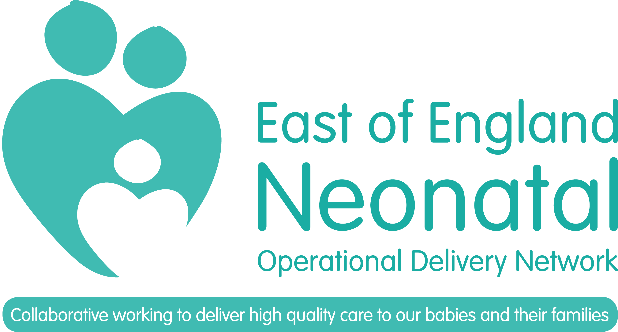 East of England
Neonatal
Operational Delivery Network
Collaborative working to deliver high quality care to our babies and their families